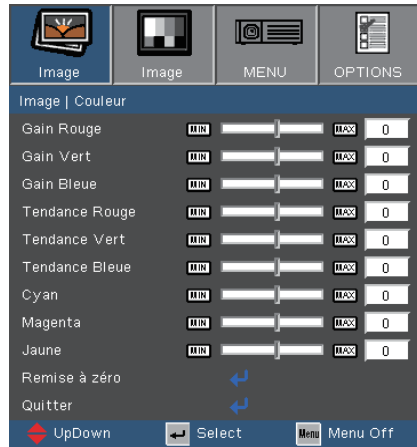 Image Image MENU OPTIONS
Image | Couleur
Gain Rouge MIN MAX 0
Gain Vert MIN MAX 0
Gain Bleue MIN MAX 0
Tendance Rouge MIN MAX 0
Tendance Vert MIN MAX 0
Tendance Bleue MIN MAX 0
Cyan MIN MAX 0
Magenta MIN MAX 0
Jaune MIN MAX 0
Remise à zéro
Quitter
UpDown Select Menu Menu Off